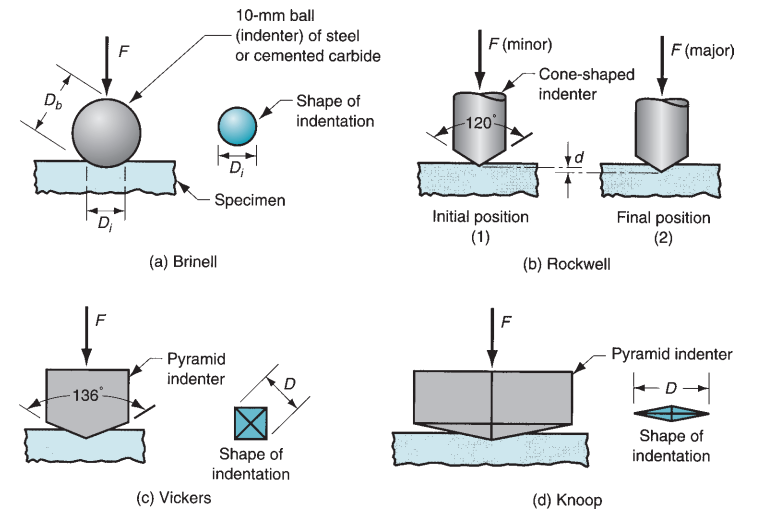 10-mm ball
(indenter) of steel
or cemented carbide
F
D_b
Shape of
indentation
D_i
Specimen
D_i
(a) Brinell
F (minor)
Cone-shaped
indenter
120°
d
F (major)
Initial position
(1)
Final position
(2)
(b) Rockwell
F
Pyramid
indenter
136°
D
Shape of
indentation
(c) Vickers
F
Pyramid indenter
D
Shape of
indentation
(d) Knoop